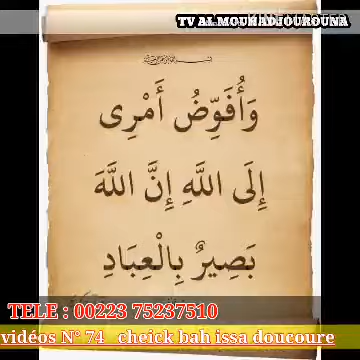 TV AL MOUHADJOUROUNA
وَأُفَوِّضُ أَمْرِى
إِلَى اللَّهِ إِنَّ اللَّهَ
بَصِيرٌ بِالْعِبَادِ
TELE : 00223 75237510
vidéos N° 74 cheick bah issa doucoure